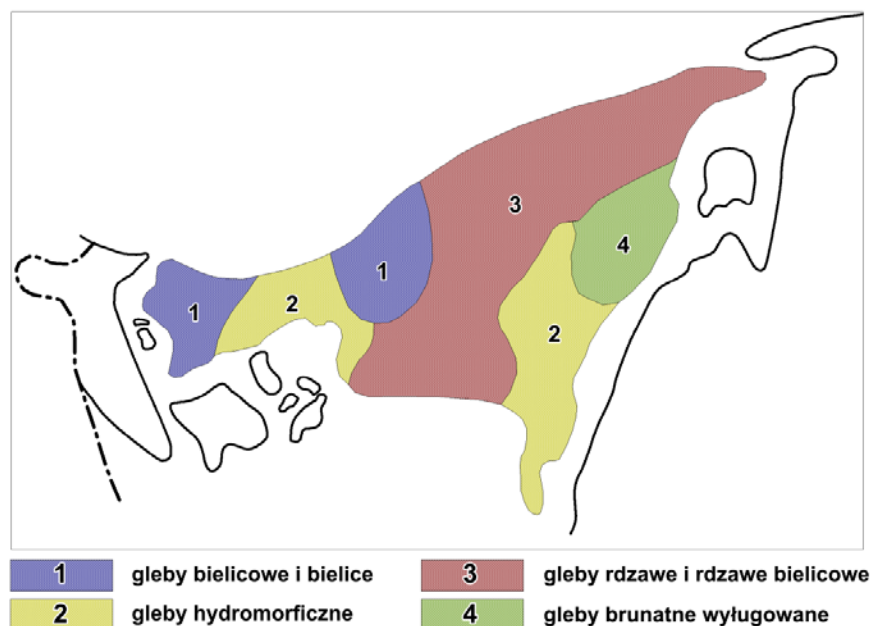 3
4
1
2
1
2
1 gleby bielicowe i bielice
3 gleby rdzawe i rdzawe bielicowe
2 gleby hydromorficzne
4 gleby brunatne wyługowane